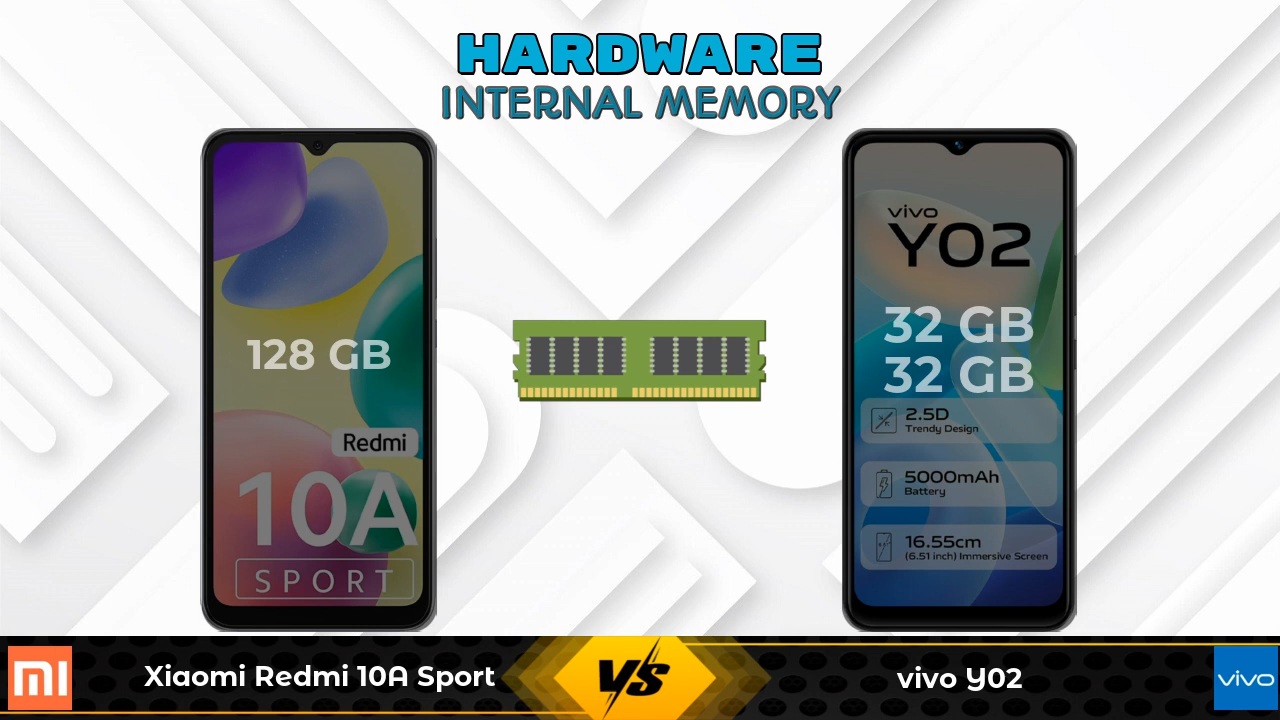 HARDWARE
INTERNAL MEMORY
128 GB
Redmi
10A
SPORT
vivo
Y02
32 GB
32 GB
2.5D
Trendy Design
5000mAh
Battery
16.55cm
(6.51 inch) Immersive Screen
Xiaomi Redmi 10A Sport
VS
vivo Y02
vivo